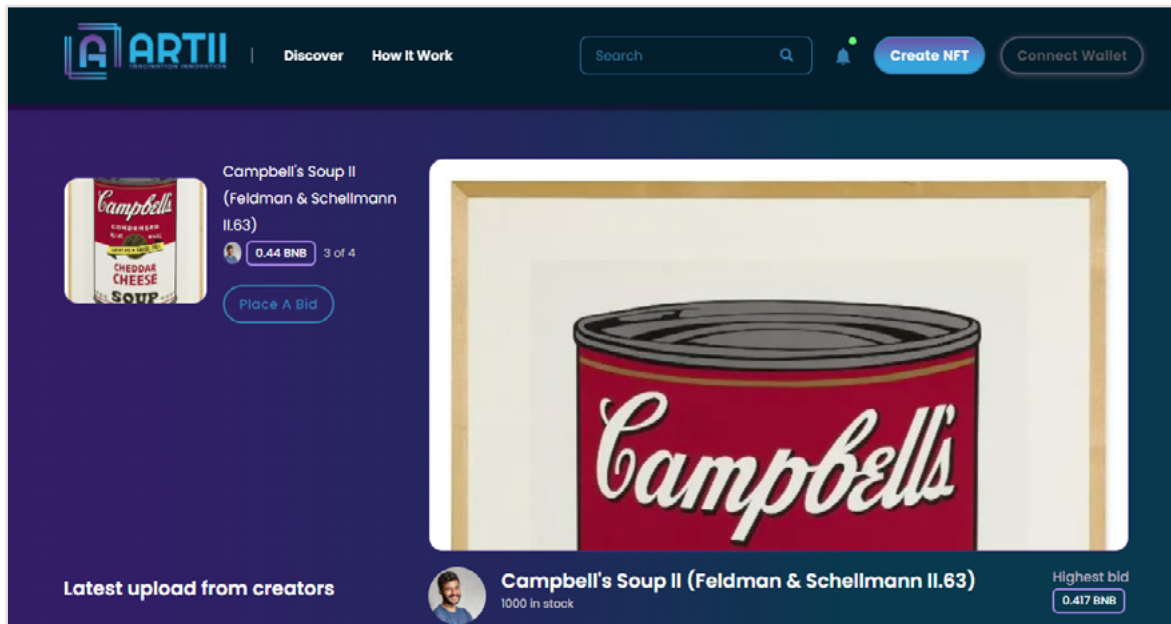 A ARTII
IMAGINATION INNOVATION
Discover
How It Work
Search
Create NFT
Connect Wallet
Campbell's Soup II
(Feldman & Schellmann
II.63)
0.44 BNB 3 of 4
Place A Bid
Campbell's
CONDENSED
CHEDDAR
CHEESE
SOUP
Campbell's
Latest upload from creators
Campbell's Soup II (Feldman & Schellmann II.63)
1000 in stock
Highest bid
0.417 BNB